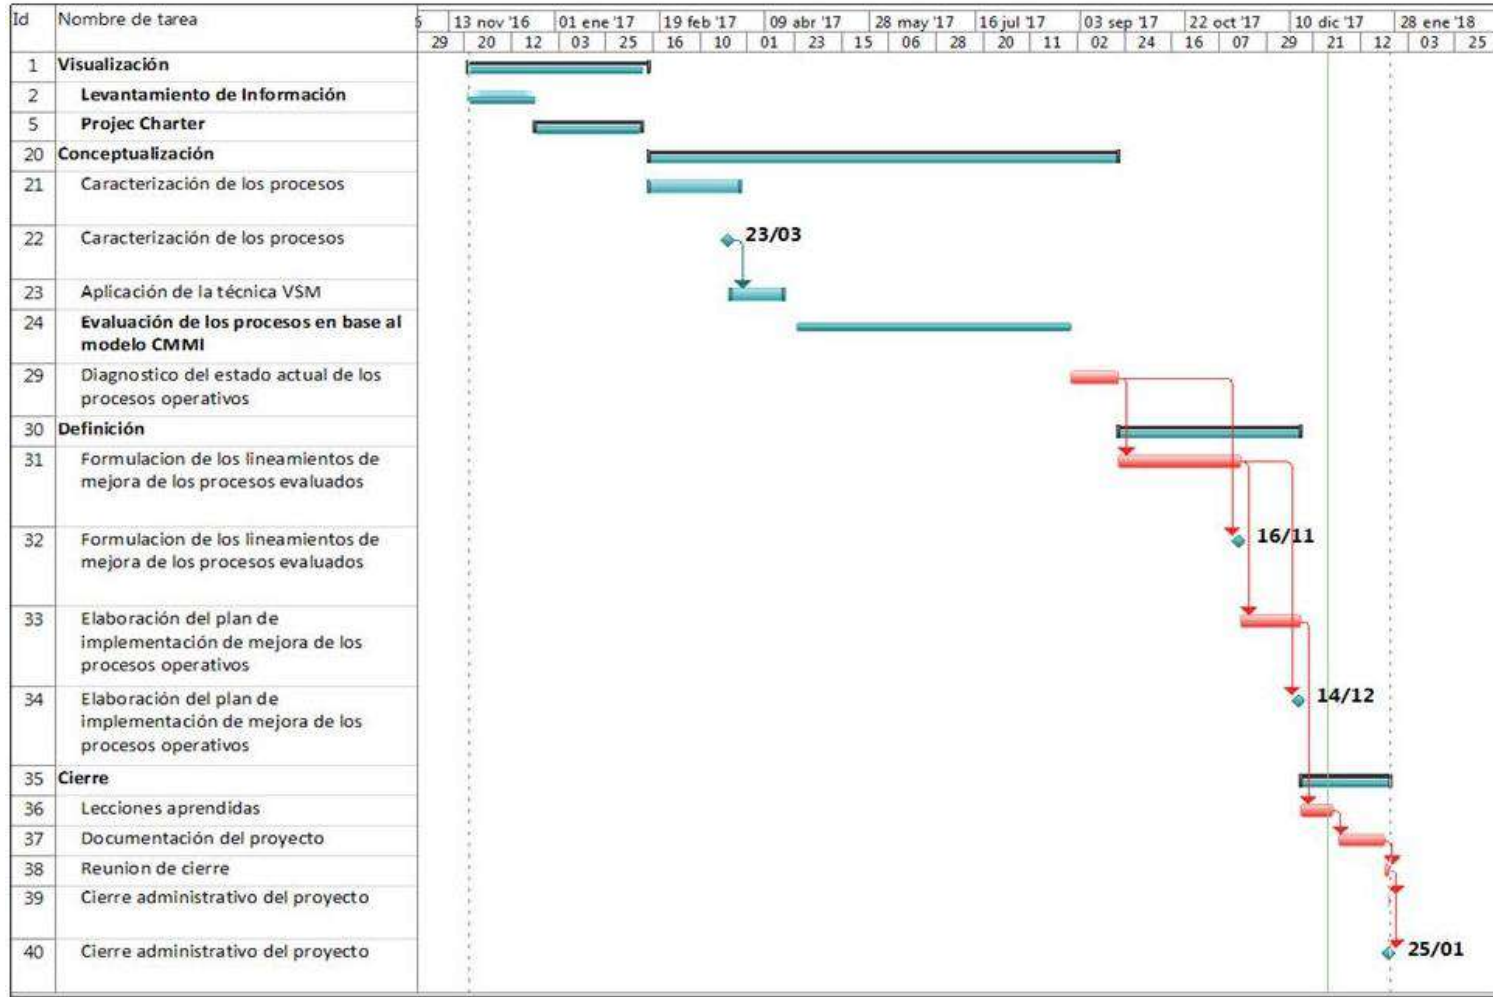 Id Nombre de tarea 6 13 nov '16 01 ene '17 19 feb '17 09 abr '17 28 may '17 16 jul '17 03 sep '17 22 oct '17 10 dic '17 28 ene '18
29 20 12 03 25 16 10 01 23 15 06 28 20 11 02 24 16 07 29 21 12 03 25
1 Visualización
2 Levantamiento de Información
5 Projec Charter
20 Conceptualización
21 Caracterización de los procesos
22 Caracterización de los procesos 23/03
23 Aplicación de la técnica VSM
24 Evaluación de los procesos en base al
modelo CMMI
29 Diagnostico del estado actual de los
procesos operativos
30 Definición
31 Formulacion de los lineamientos de
mejora de los procesos evaluados
32 Formulacion de los lineamientos de 16/11
mejora de los procesos evaluados
33 Elaboración del plan de
implementación de mejora de los
procesos operativos
34 Elaboración del plan de 14/12
implementación de mejora de los
procesos operativos
35 Cierre
36 Lecciones aprendidas
37 Documentación del proyecto
38 Reunion de cierre
39 Cierre administrativo del proyecto
40 Cierre administrativo del proyecto 25/01